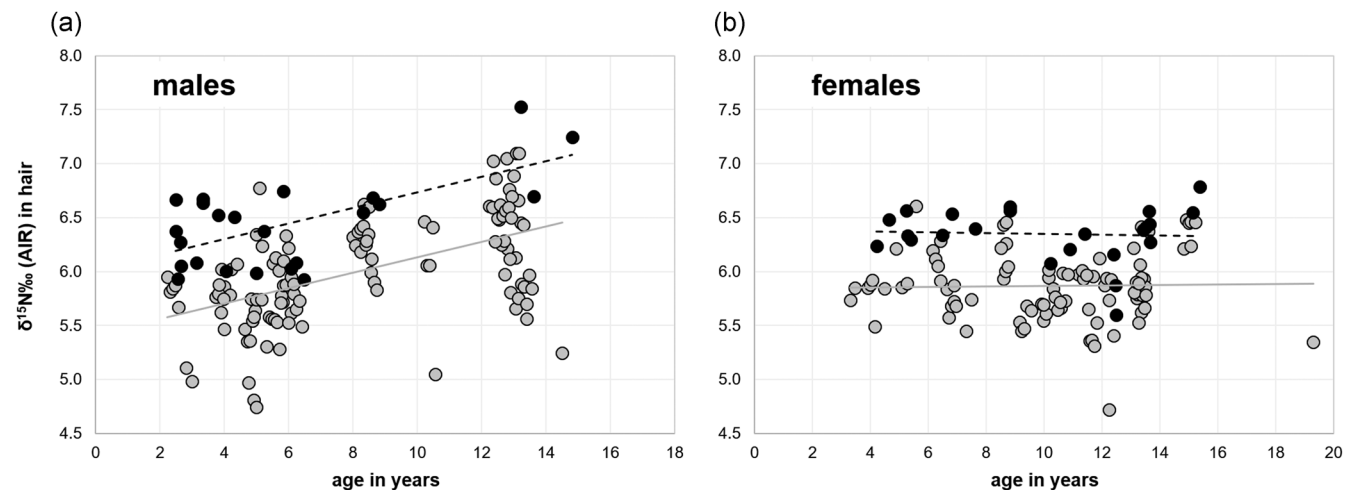 (a)
(b)
males
females
δ¹⁵N‰ (AIR) in hair
8.0
7.5
7.0
6.5
6.0
5.5
5.0
4.5
0 2 4 6 8 10 12 14 16 18
age in years
8.0
7.5
7.0
6.5
6.0
5.5
5.0
4.5
0 2 4 6 8 10 12 14 16 18 20
age in years